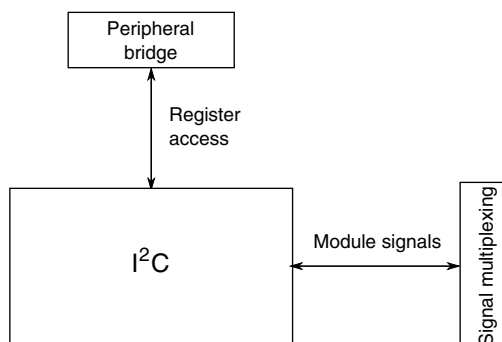 Peripheral
bridge
Register
access
I²C
Module signals
Signal multiplexing